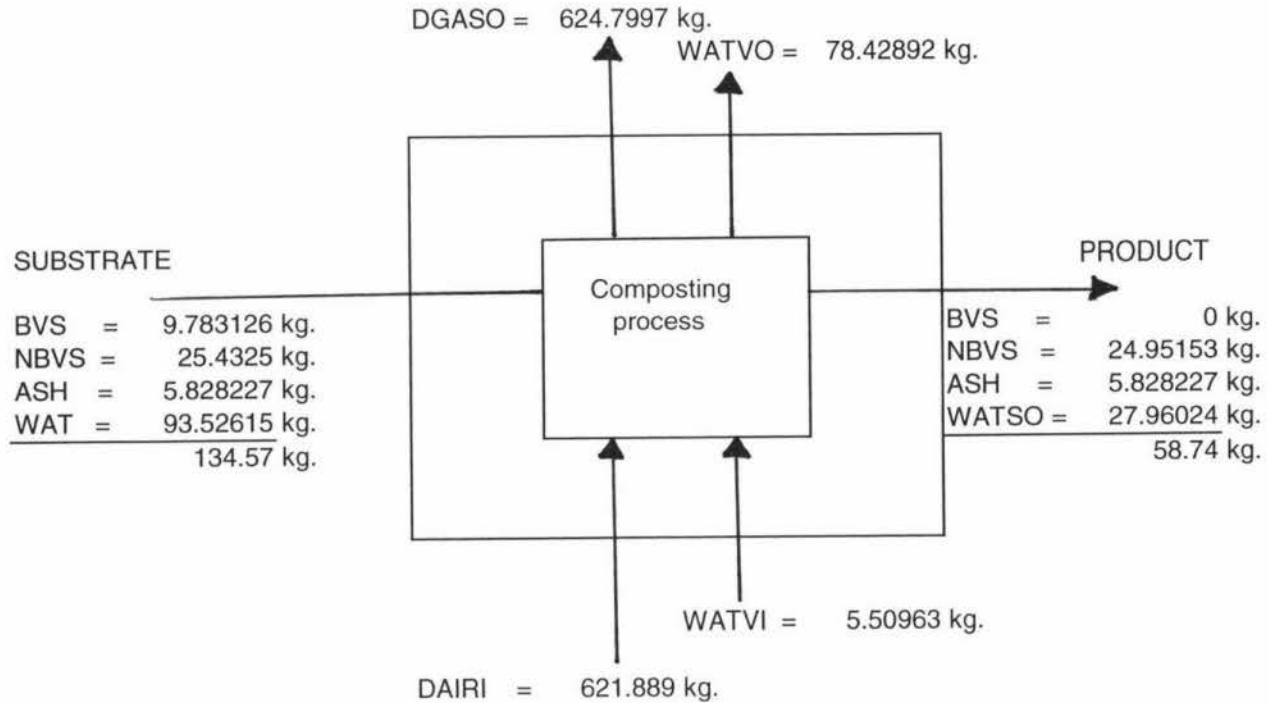 DGASO = 624.7997 kg.
WATVO = 78.42892 kg.
SUBSTRATE
BVS = 9.783126 kg.
NBVS = 25.4325 kg.
ASH = 5.828227 kg.
WAT = 93.52615 kg.
134.57 kg.
Composting
process
PRODUCT
BVS = 0 kg.
NBVS = 24.95153 kg.
ASH = 5.828227 kg.
WATSO = 27.96024 kg.
58.74 kg.
WATVI = 5.50963 kg.
DAIRI = 621.889 kg.